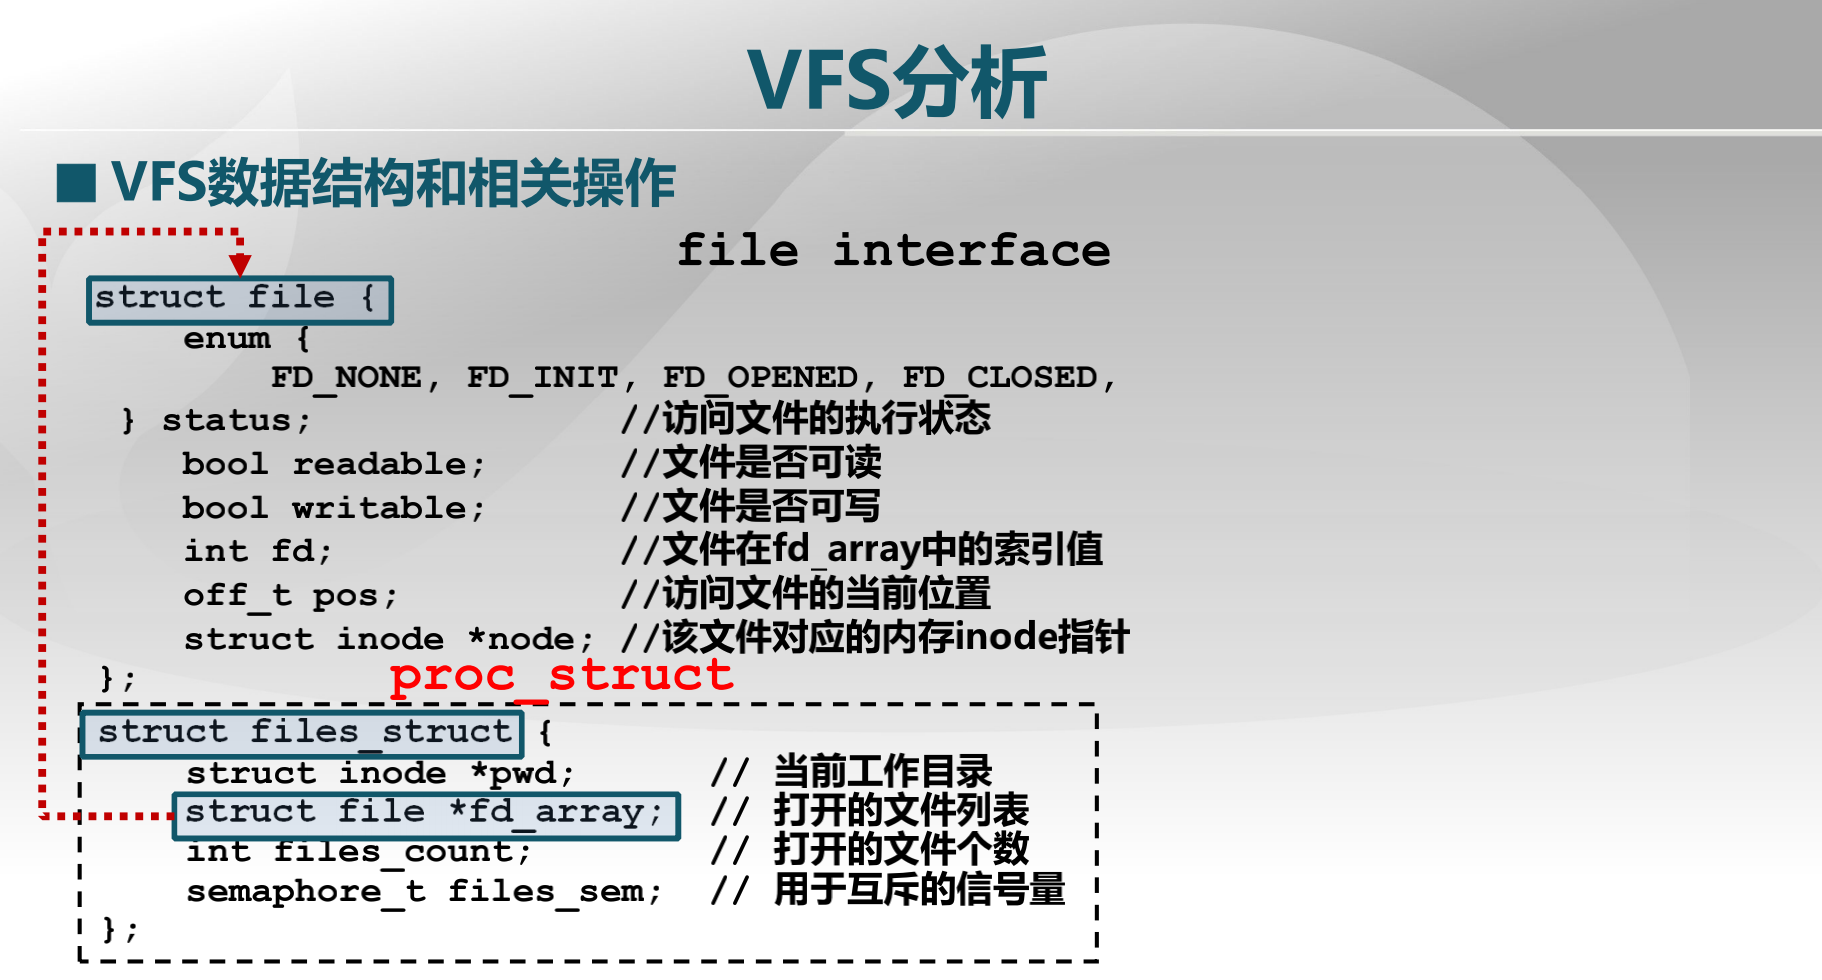 VFS分析
■ VFS数据结构和相关操作
file interface
struct file {
enum {
FD_NONE, FD_INIT, FD_OPENED, FD_CLOSED,
} status; //访问文件的执行状态
bool readable; //文件是否可读
bool writable; //文件是否可写
int fd; //文件在fd_array中的索引值
off_t pos; //访问文件的当前位置
struct inode *node; //该文件对应的内存inode指针
};
proc_struct
struct files_struct {
struct inode *pwd; // 当前工作目录
struct file *fd_array; // 打开的文件列表
int files_count; // 打开的文件个数
semaphore_t files_sem; // 用于互斥的信号量
};